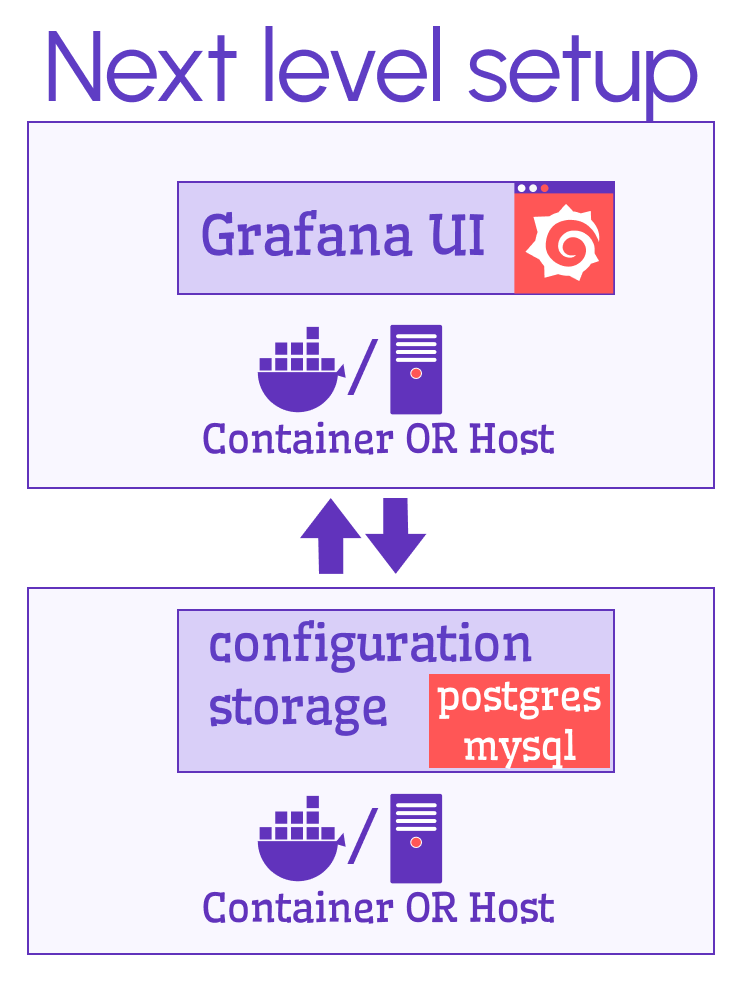 Next level setup
Grafana UI
/
Container OR Host
configuration
storage
postgres
mysql
/
Container OR Host